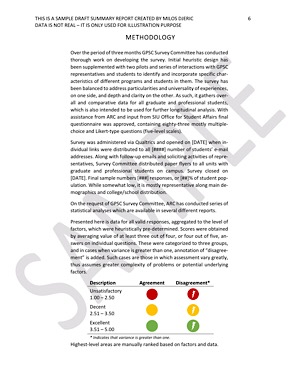 THIS IS A SAMPLE DRAFT SUMMARY REPORT CREATED BY MILOS DJERIC 6
DATA IS NOT REAL – IT IS ONLY USED FOR ILLUSTRATION PURPOSE
METHODOLOGY
Over the period of three months GPSC Survey Committee has conducted
thorough work on developing the survey. Initial heuristic design has
been supplemented with two pilots and series of interactions with GPSC
representatives and students to identify and incorporate specific char-
acteristics of different programs and students in them. The survey has
been balanced to address particularities and universality of experiences,
on one side, and depth and clarity on the other. As such, it gathers over-
all and comparative data for all graduate and professional students,
which is also intended to be used for further longitudinal analysis. With
assistance from ARC and input from SIU Office for Student Affairs final
questionnaire was approved, containing eighty-three mostly multiple-
choice and Likert-type questions (five-level scales).
Survey was administered via Qualtrics and opened on [DATE] when in-
dividual links were distributed to all [####] number of students' e-mail
addresses. Along with follow-up emails and soliciting activities of repre-
sentatives, Survey Committee distributed paper flyers to all units with
graduate and professional students on campus. Survey closed on
[DATE]. Final sample numbers [###] responses, or [##]% of student pop-
ulation. While somewhat low, it is mostly representative along main de-
mographics and college/school distribution.
On the request of GPSC Survey Committee, ARC has conducted series of
statistical analyses which are available in several different reports.
Presented here is data for all valid responses, aggregated to the level of
factors, which were heuristically pre-determined. Scores were obtained
by averaging value of at least three out of four, or four out of five, an-
swers on individual questions. These were categorized to three groups,
and in cases when variance is greater than one, annotation of "disagree-
ment" is added. Such cases are those in which assessment vary greatly,
thus assumes greater complexity of problems or potential underlying
factors.
Description Agreement Disagreement*
Unsatisfactory
1.00 – 2.50
Decent
2.51 – 3.50
Excellent
3.51 – 5.00
* Indicates that variance is greater than one.
Highest-level areas are manually ranked based on factors and data.
SAMPLE